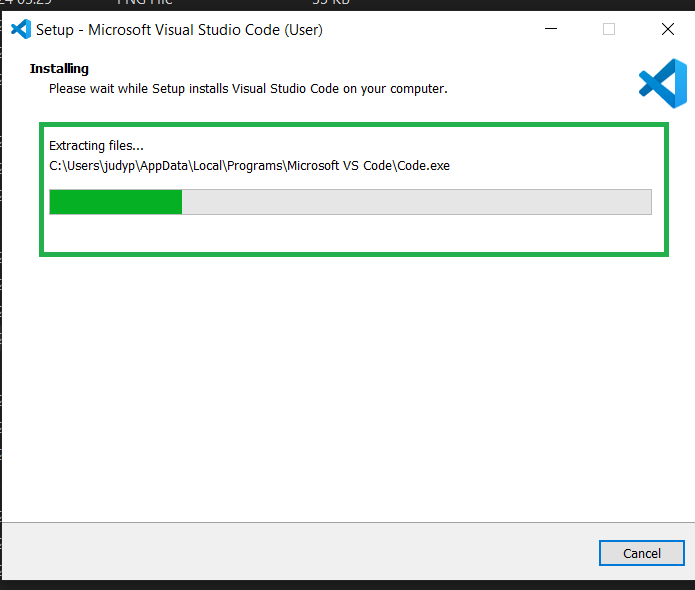 Setup - Microsoft Visual Studio Code (User)
Installing
Please wait while Setup installs Visual Studio Code on your computer.
Extracting files...
C:\Users\judyp\AppData\Local\Programs\Microsoft VS Code\Code.exe
Cancel